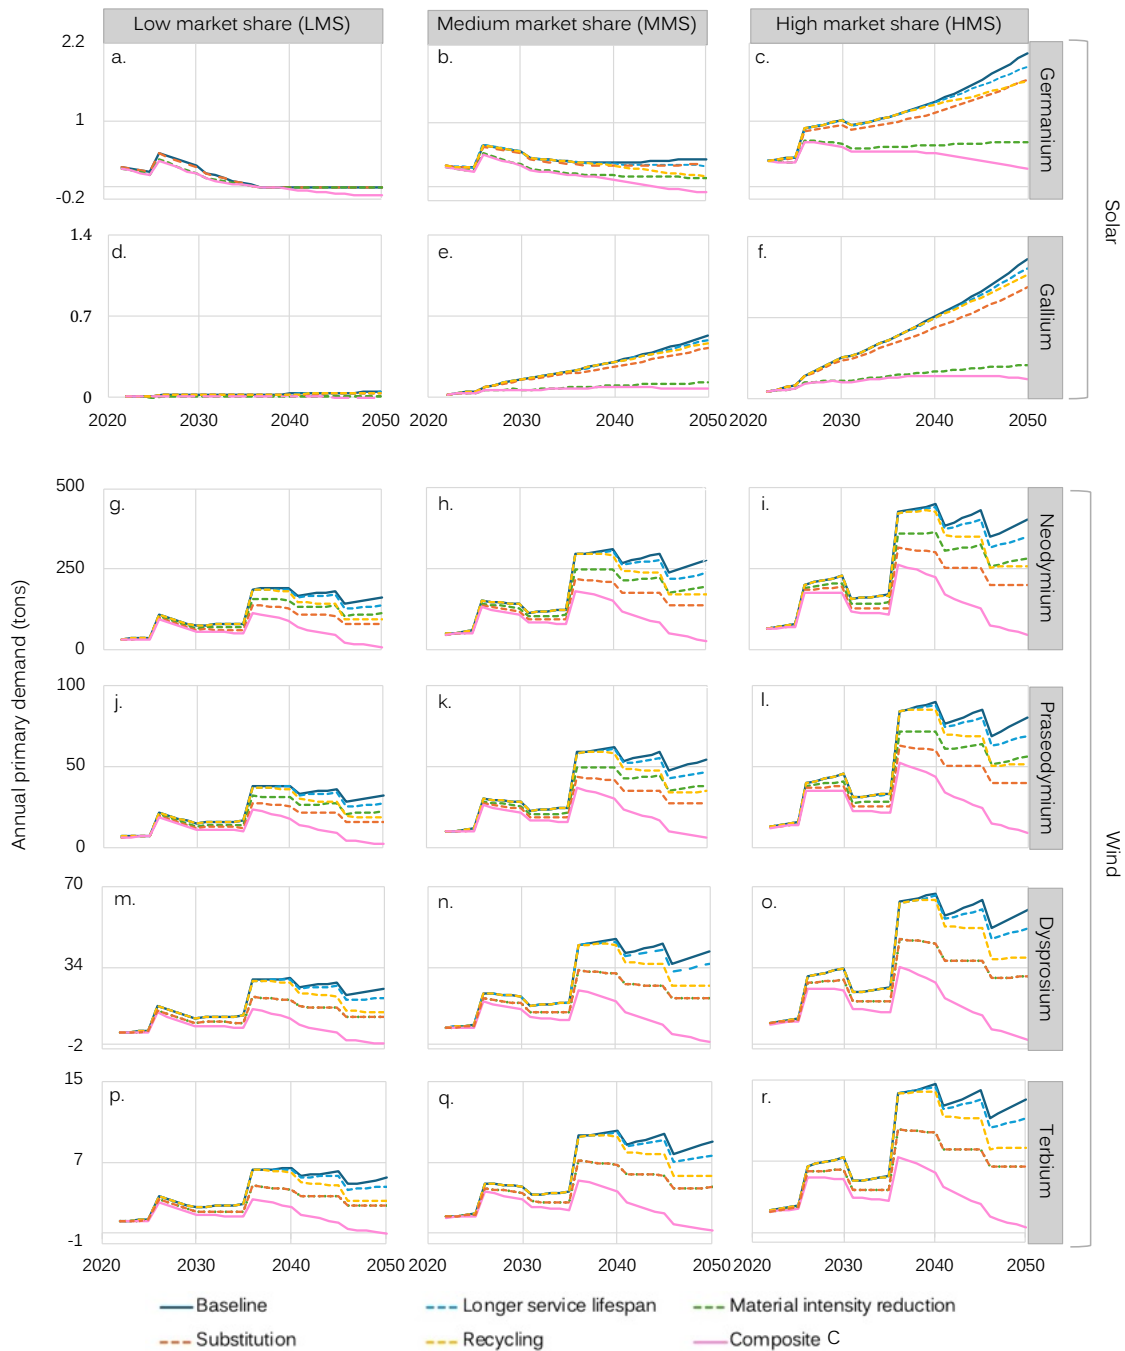 Low market share (LMS) Medium market share (MMS) High market share (HMS)
2.2
1
-0.2
a. b. c.
Germanium
1.4
0.7
0
d. e. f.
Gallium
Solar
2020 2030 2040 2050 2020 2030 2040 2050 2020 2030 2040 2050
Annual primary demand (tons)
500
250
0
g. h. i.
Neodymium
100
50
0
j. k. l.
Praseodymium
Wind
70
34
-2
m. n. o.
Dysprosium
15
7
-1
p. q. r.
Terbium
2020 2030 2040 2050 2020 2030 2040 2050 2020 2030 2040 2050
Baseline Longer service lifespan Material intensity reduction
Substitution Recycling Composite C